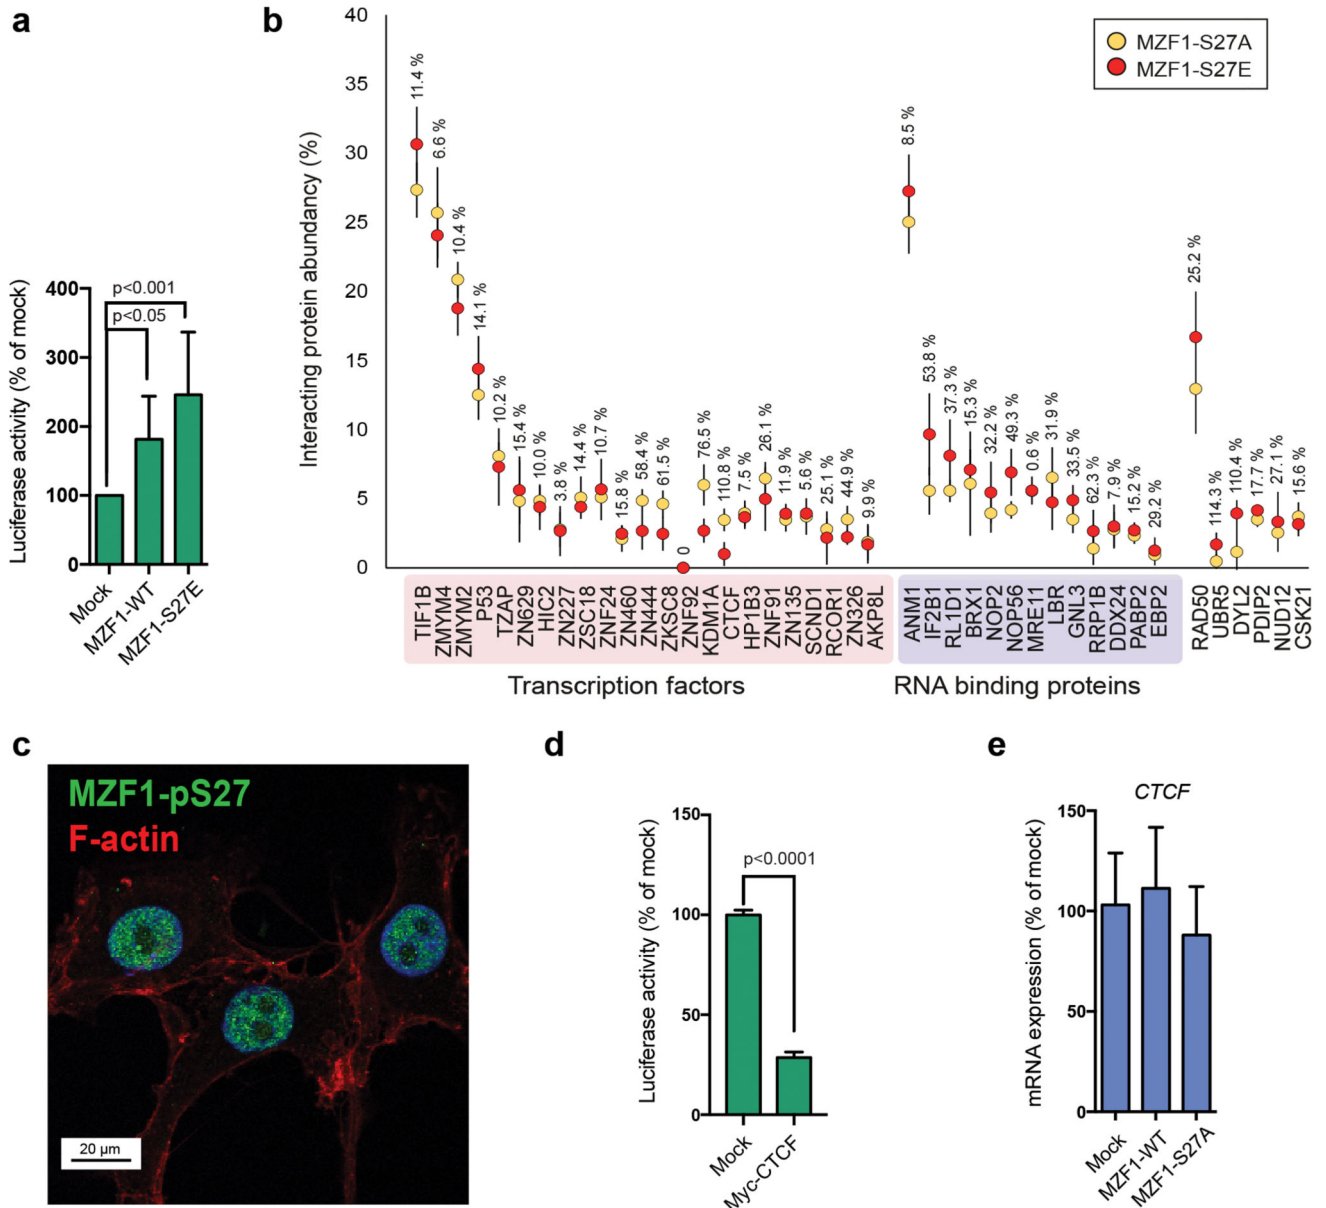 a
Luciferase activity (% of mock)
400
300
200
100
0
p<0.001
p<0.05
Mock
MZF1-WT
MZF1-S27E
b
Interacting protein abundancy (%)
40
35
30
25
20
15
10
5
0
MZF1-S27A
MZF1-S27E
11.4 %
6.6 %
10.4 %
14.1 %
10.2 %
15.4 %
10.0 %
3.8 %
14.4 %
10.7 %
15.8 %
58.4 %
61.5 %
0
76.5 %
110.8 %
7.5 %
26.1 %
11.9 %
5.6 %
25.1 %
44.9 %
9.9 %
8.5 %
53.8 %
37.3 %
15.3 %
32.2 %
49.3 %
0.6 %
31.9 %
33.5 %
62.3 %
7.9 %
15.2 %
29.2 %
25.2 %
114.3 %
110.4 %
17.7 %
27.1 %
15.6 %
TIF1B
ZMYM4
ZMYM2
P53
TZAP
ZN629
HIC2
ZN227
ZSC18
ZNF24
ZN460
ZN444
ZKSC8
ZNF92
KDM1A
CTCF
HP1B3
ZNF91
ZN135
SCND1
RCOR1
ZN326
AKP8L
ANM1
IF2B1
RL1D1
BRX1
NOP2
NOP56
MRE11
LBR
GNL3
RRP1B
DDX24
PABP2
EBP2
RAD50
UBR5
DYL2
PDIP2
NUD12
CSK21
Transcription factors
RNA binding proteins
c
MZF1-pS27
F-actin
20 µm
d
Luciferase activity (% of mock)
150
100
50
0
p<0.0001
Mock
Myc-CTCF
e
CTCF
mRNA expression (% of mock)
150
100
50
0
Mock
MZF1-WT
MZF1-S27A